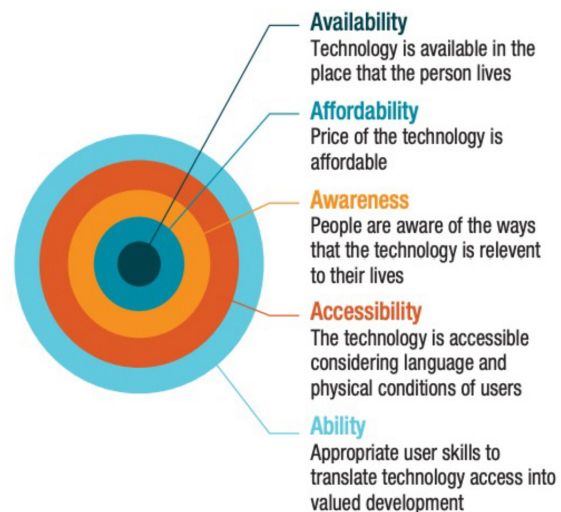 Availability
Technology is available in the
place that the person lives
Affordability
Price of the technology is
affordable
Awareness
People are aware of the ways
that the technology is relevent
to their lives
Accessibility
The technology is accessible
considering language and
physical conditions of users
Ability
Appropriate user skills to
translate technology access into
valued development